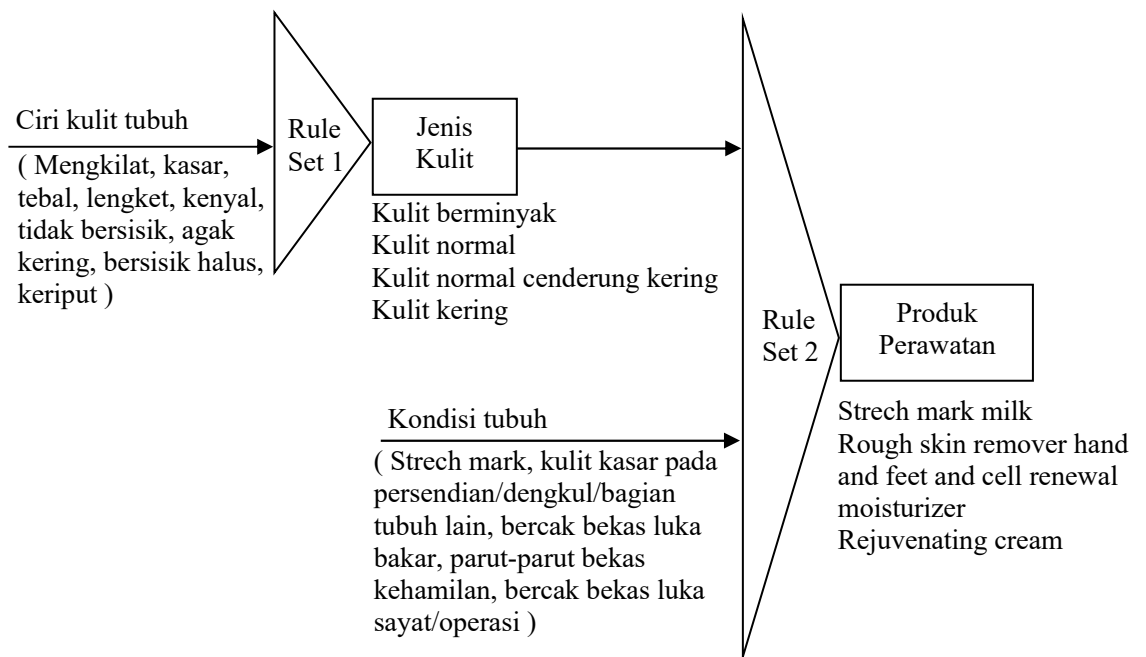 Ciri kulit tubuh
( Mengkilat, kasar,
tebal, lengket, kenyal,
tidak bersisik, agak
kering, bersisik halus,
keriput )
Rule
Set 1
Jenis
Kulit
Kulit berminyak
Kulit normal
Kulit normal cenderung kering
Kulit kering
Kondisi tubuh
( Strech mark, kulit kasar pada
persendian/dengkul/bagian
tubuh lain, bercak bekas luka
bakar, parut-parut bekas
kehamilan, bercak bekas luka
sayat/operasi )
Rule
Set 2
Produk
Perawatan
Strech mark milk
Rough skin remover hand
and feet and cell renewal
moisturizer
Rejuvenating cream